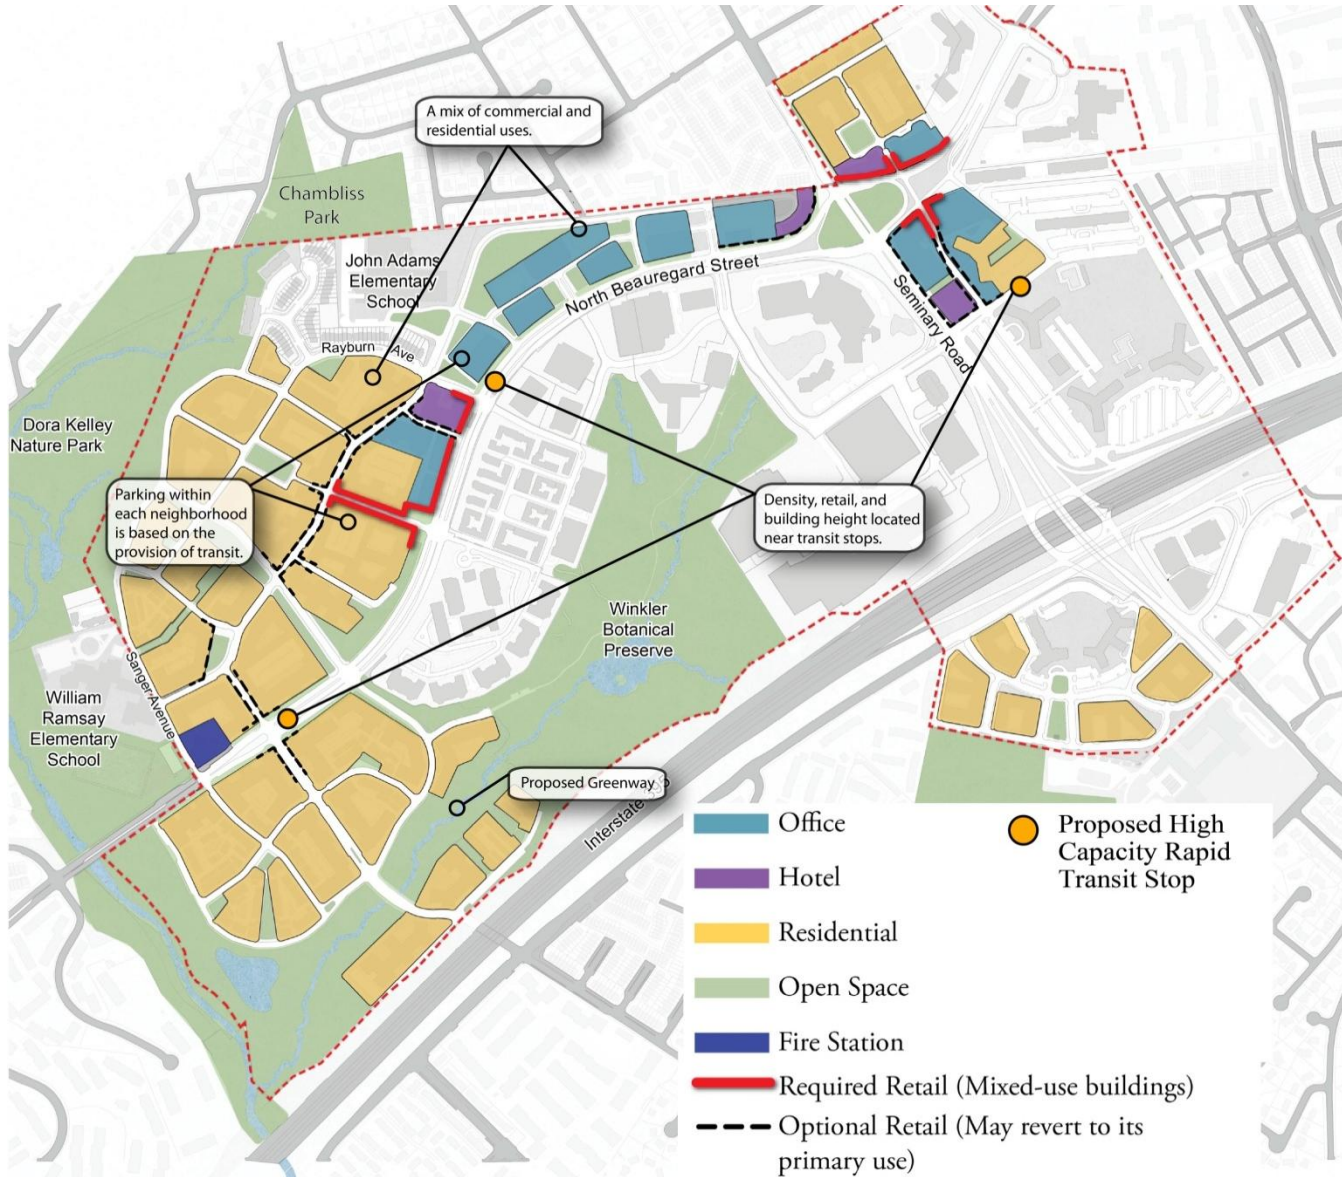 A mix of commercial and
residential uses.
Chambliss
Park
John Adams
Elementary
School
North Beauregard Street
Seminary Road
Rayburn Ave
Dora Kelley
Nature Park
Parking within
each neighborhood
is based on the
provision of transit.
Density, retail, and
building height located
near transit stops.
Winkler
Botanical
Preserve
Sanger Avenue
William
Ramsay
Elementary
School
Proposed Greenway
Interstate
Office
Hotel
Residential
Open Space
Fire Station
Required Retail (Mixed-use buildings)
Optional Retail (May revert to its
primary use)
Proposed High
Capacity Rapid
Transit Stop